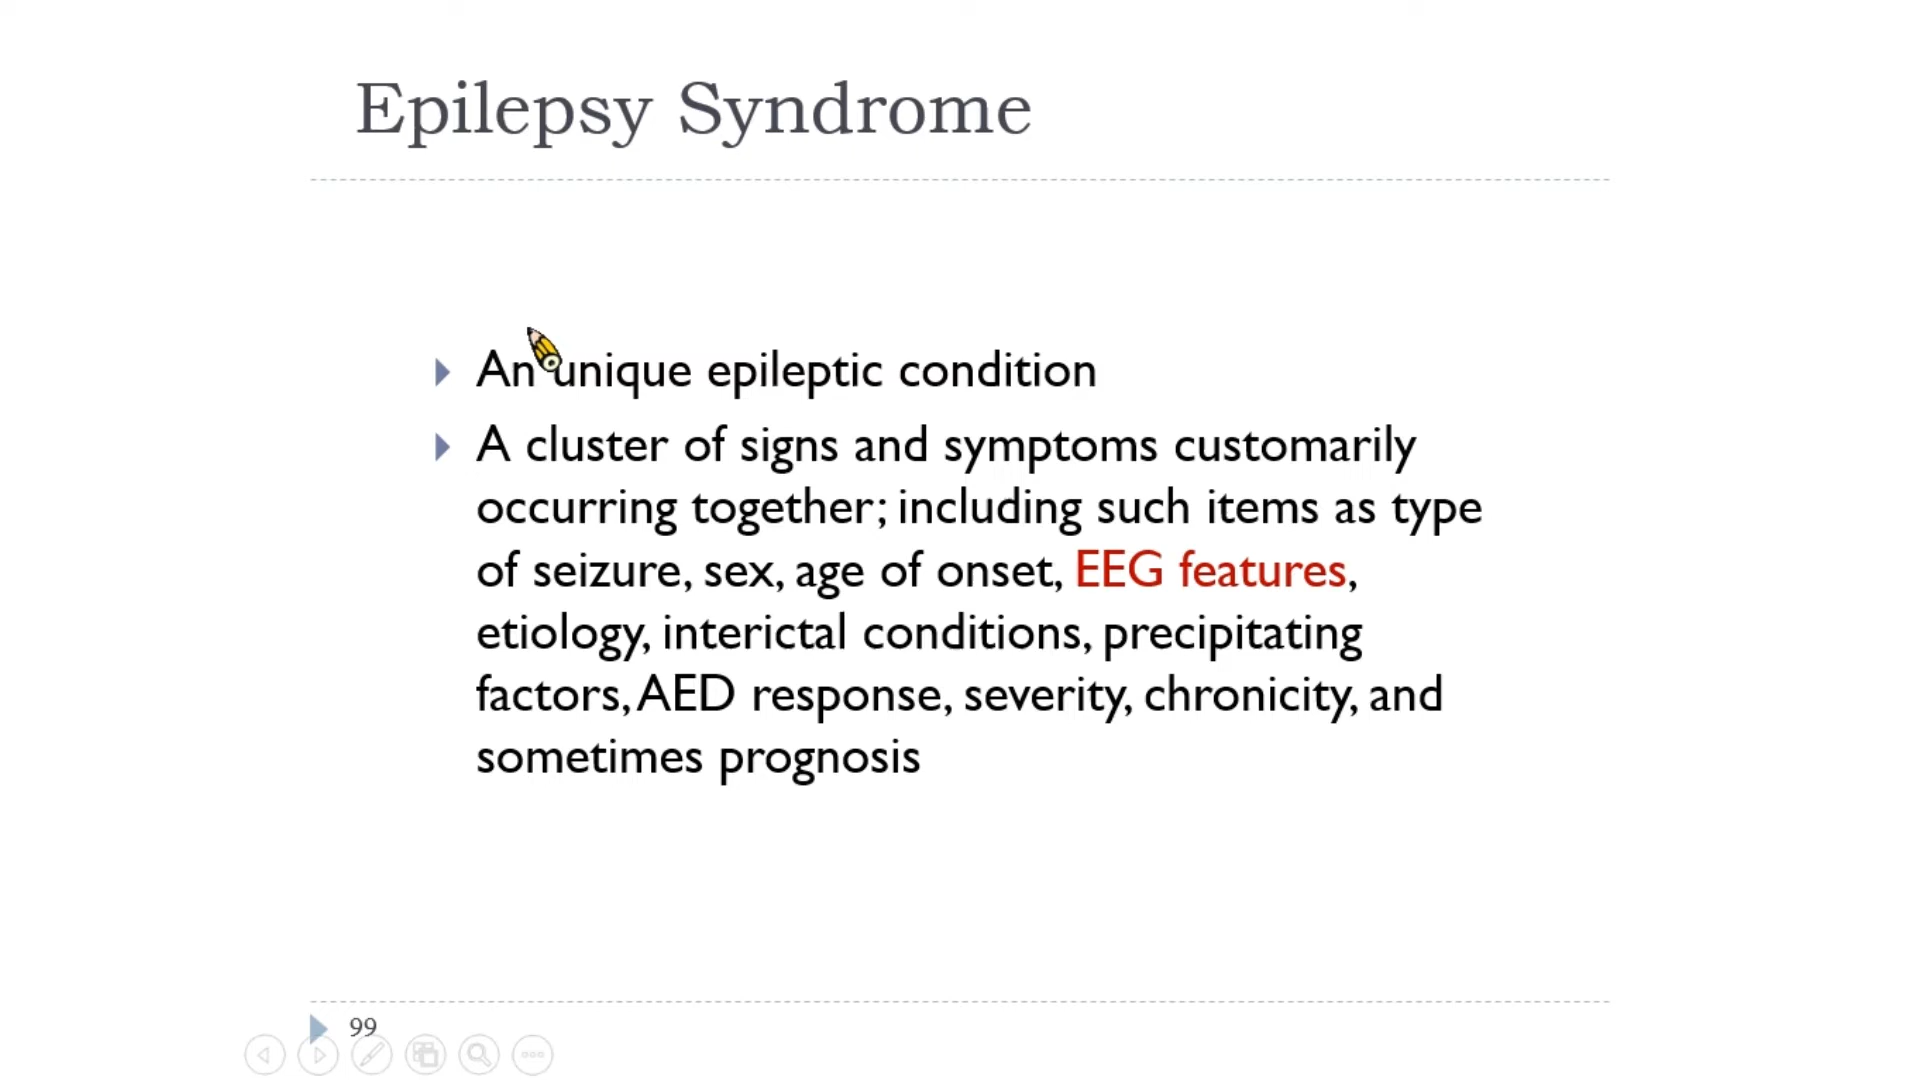 Epilepsy Syndrome
An unique epileptic condition
A cluster of signs and symptoms customarily
occurring together; including such items as type
of seizure, sex, age of onset, EEG features,
etiology, interictal conditions, precipitating
factors, AED response, severity, chronicity, and
sometimes prognosis
99